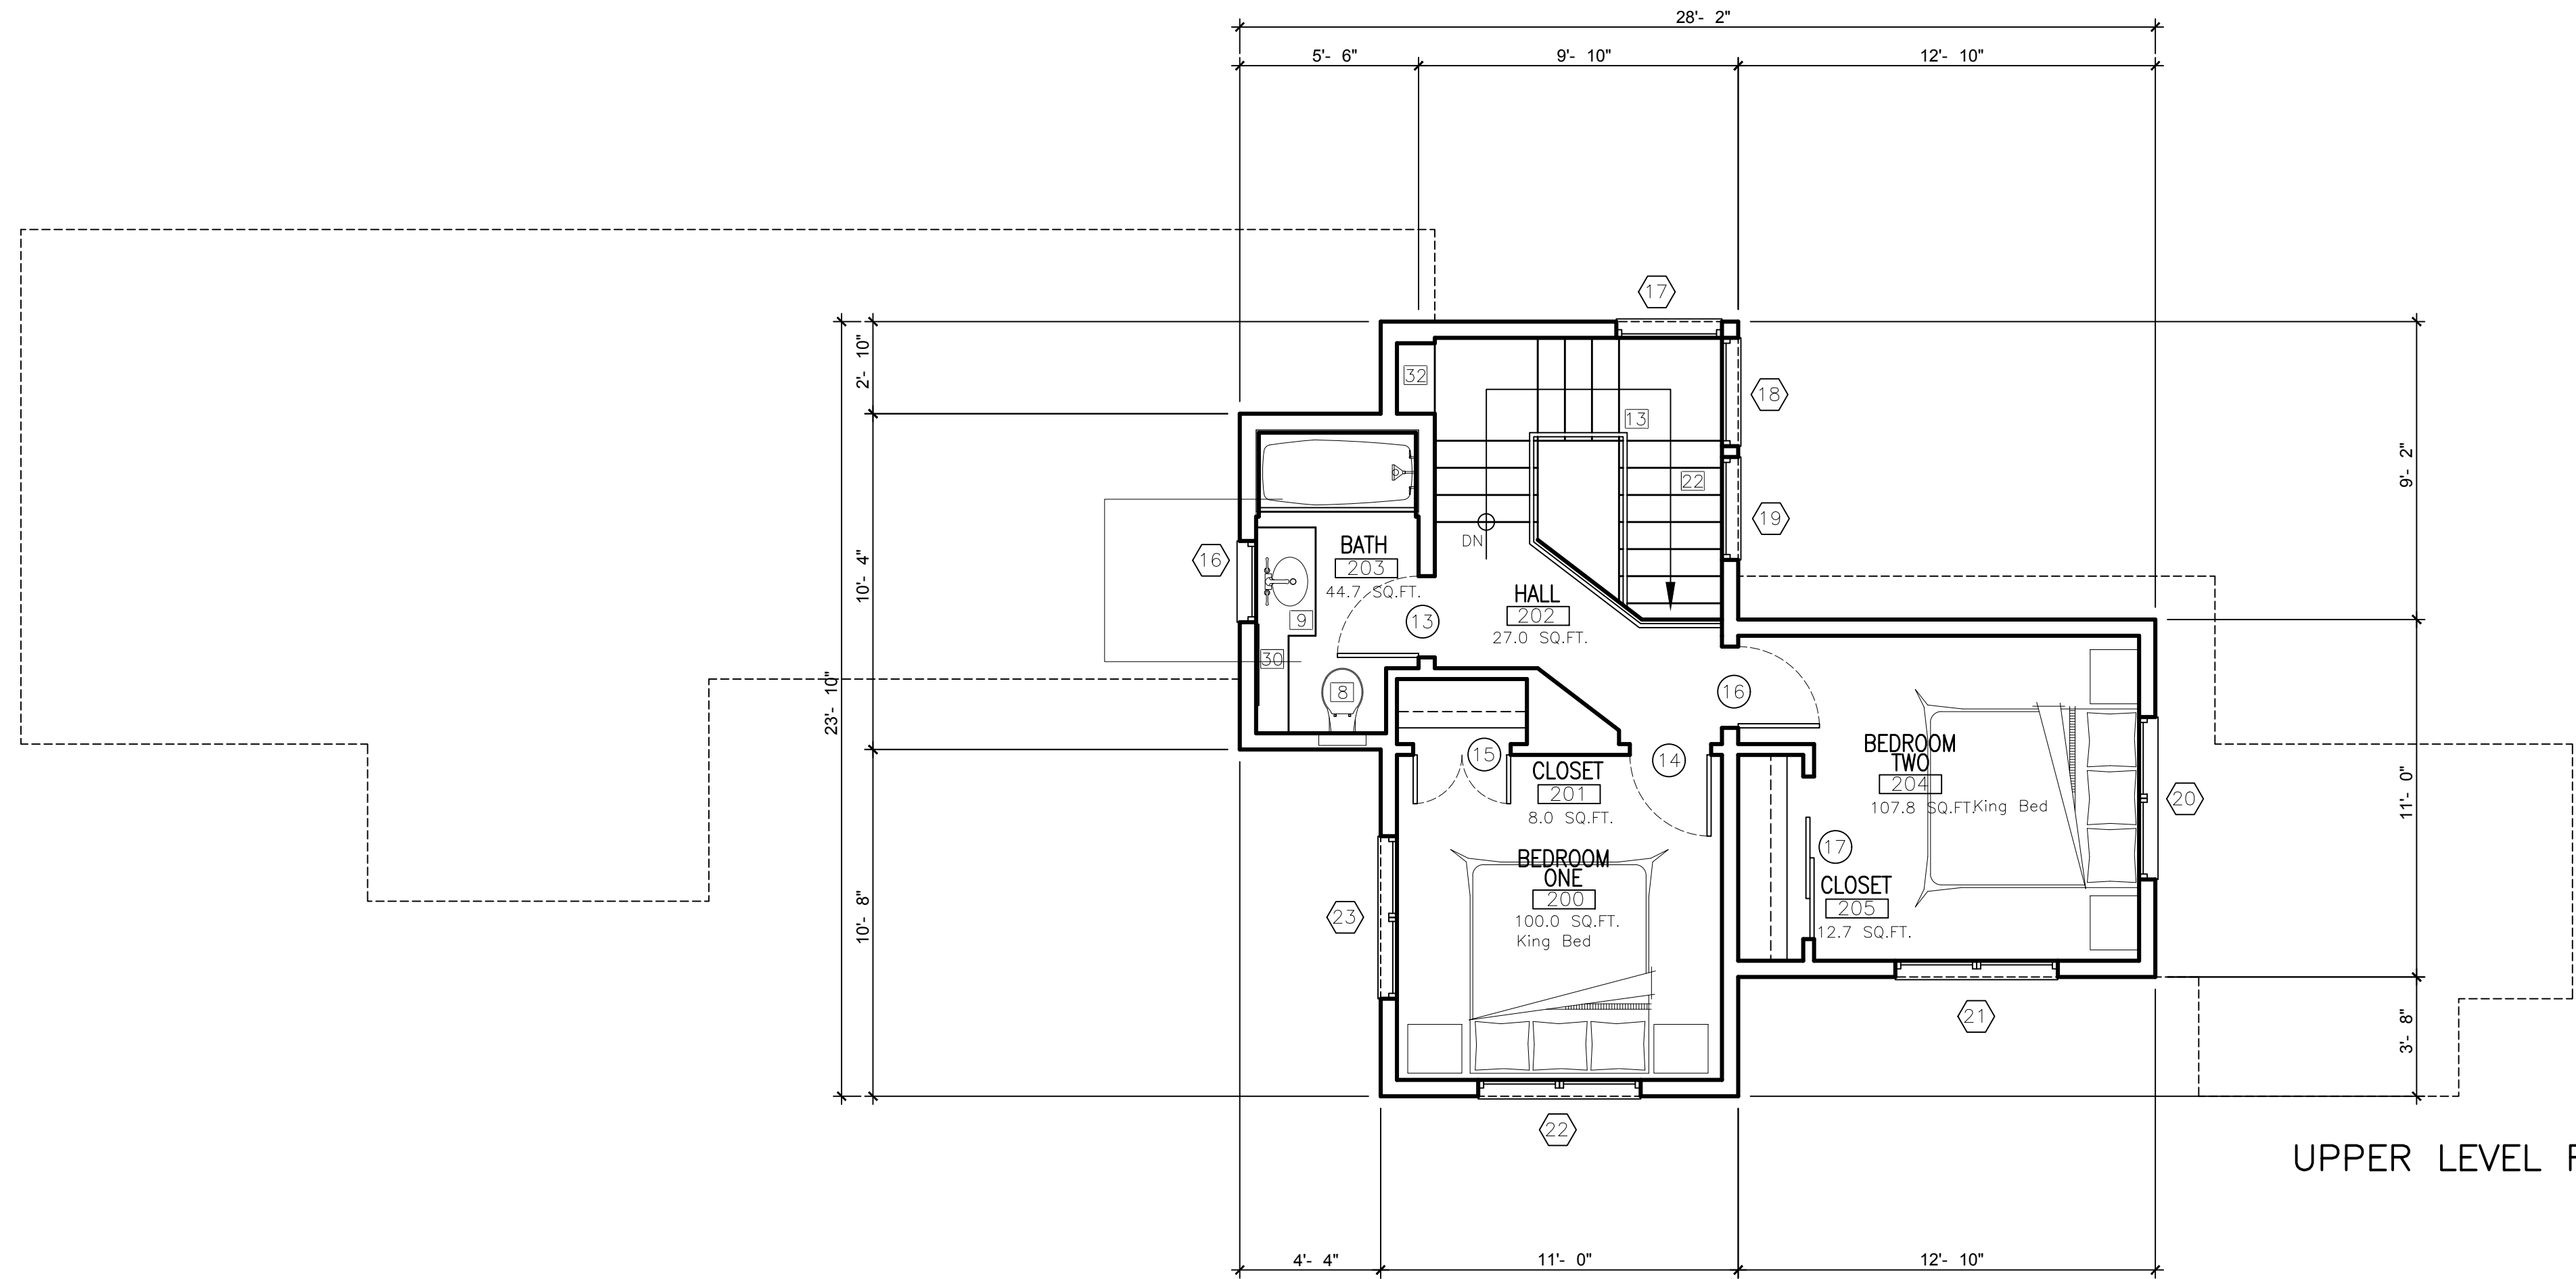 28'- 2"
5'- 6"
9'- 10"
12'- 10"
17
2'- 10"
32
18
13
9'- 2"
22
19
DN
BATH
203
44.7 SQ.FT.
16
10'- 4"
HALL
202
27.0 SQ.FT.
9
13
30
8
16
23'- 10"
15
14
CLOSET
201
8.0 SQ.FT.
BEDROOM
TWO
204
107.8 SQ.FT.
King Bed
20
11'- 0"
17
BEDROOM
ONE
200
100.0 SQ.FT.
King Bed
CLOSET
205
12.7 SQ.FT.
23
10'- 8"
21
3'- 8"
22
UPPER LEVEL F
4'- 4"
11'- 0"
12'- 10"